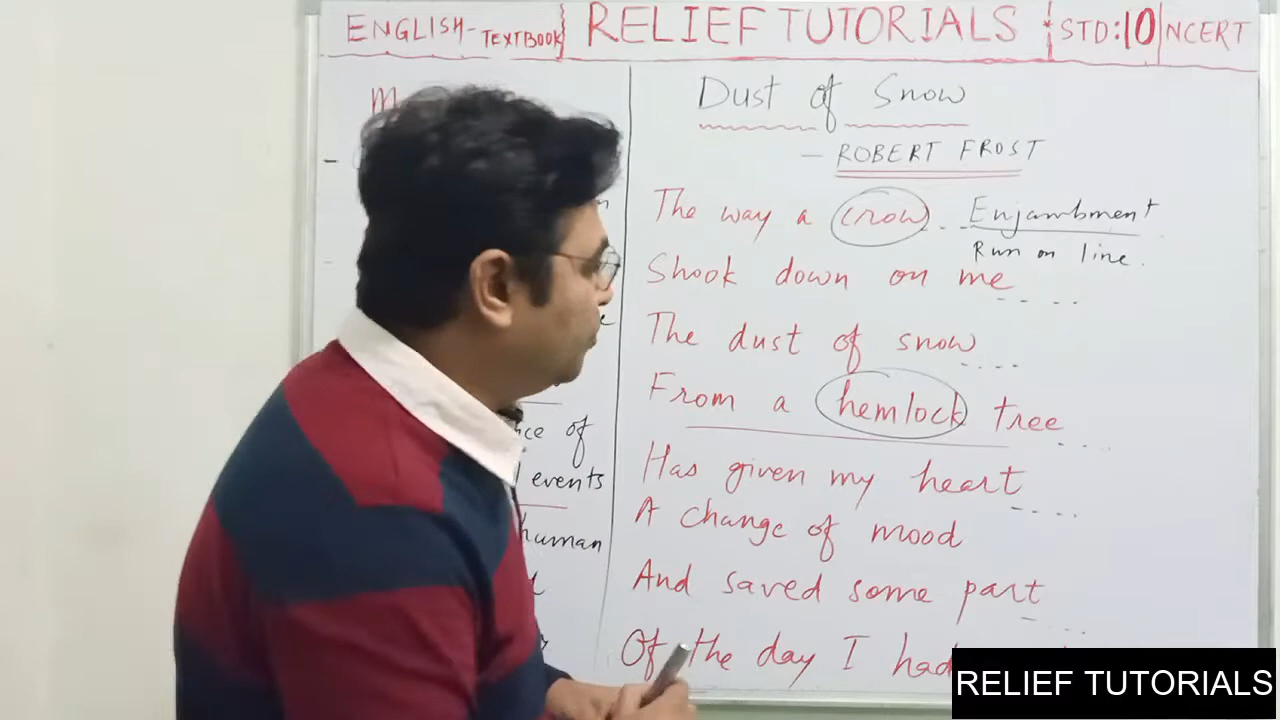 ENGLISH - TEXTBOOK
RELIEF TUTORIALS
STD:10
NCERT
ce of
events
human
Dust of Snow
- ROBERT FROST
The way a crow .. Enjambment
Run on line.
Shook down on me ....
The dust of snow ....
From a hemlock tree ....
Has given my heart ....
A change of mood
And saved some part ....
Of the day I had
RELIEF TUTORIALS